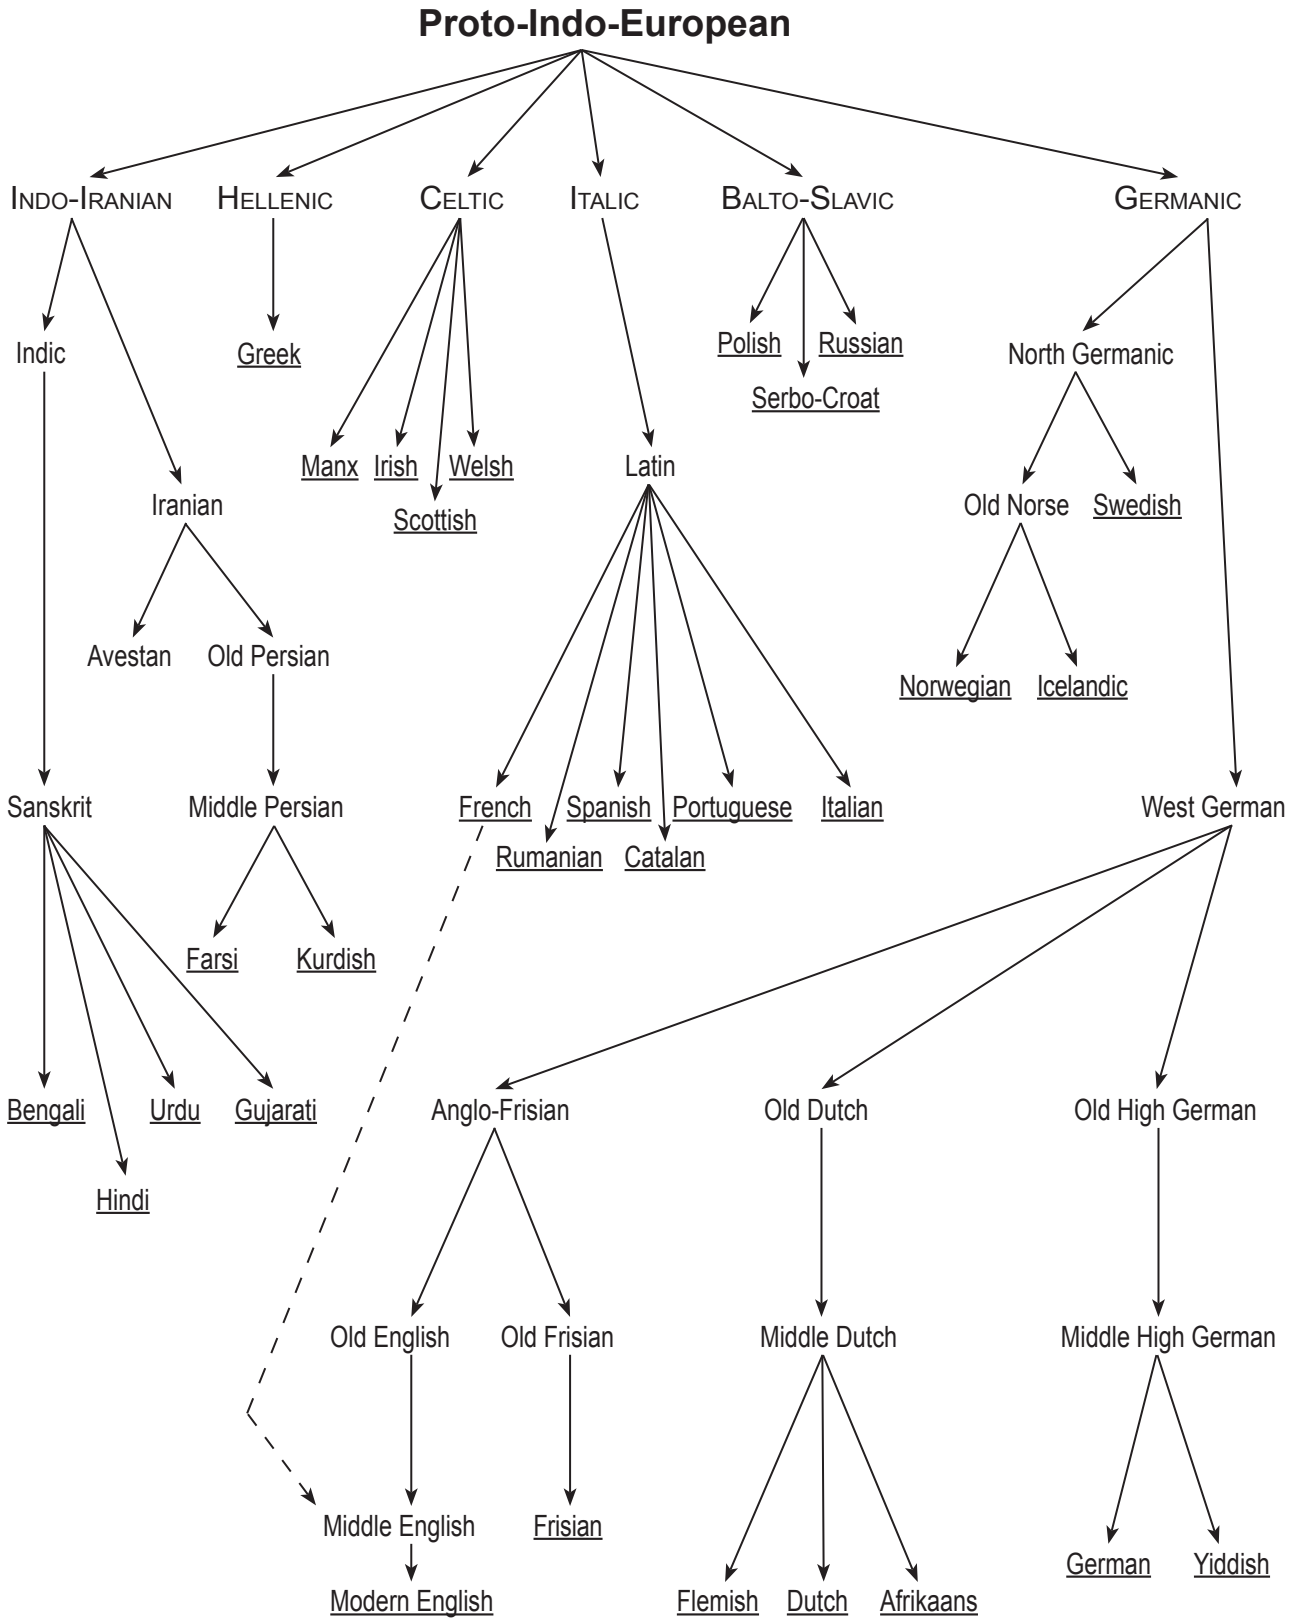 Proto-Indo-European
INDO-IRANIAN HELLENIC CELTIC ITALIC BALTO-SLAVIC GERMANIC
Polish Russian
Indic Greek North Germanic
Serbo-Croat
Manx Irish Welsh Latin
Iranian Old Norse Swedish
Scottish
Avestan Old Persian
Norwegian Icelandic
Sanskrit Middle Persian French Spanish Portuguese Italian West German
Rumanian Catalan
Farsi Kurdish
Bengali Urdu Gujarati Anglo-Frisian Old Dutch Old High German
Hindi
Old English Old Frisian Middle Dutch Middle High German
Middle English Frisian
German Yiddish
Modern English Flemish Dutch Afrikaans